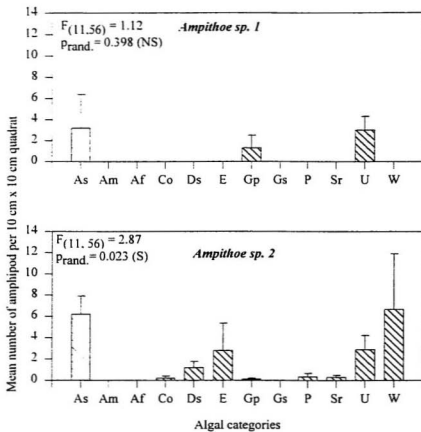 Mean number of amphipod per 10 cm x 10 cm quadrat
14
12
10
8
6
4
2
0
F(11.56) = 1.12
Prand. = 0.398 (NS)
Ampithoe sp. 1
As Am Af Co Ds E Gp Gs P Sr U W
14
12
10
8
6
4
2
0
F(11. 56) = 2.87
Prand. = 0.023 (S)
Ampithoe sp. 2
As Am Af Co Ds E Gp Gs P Sr U W
Algal categories